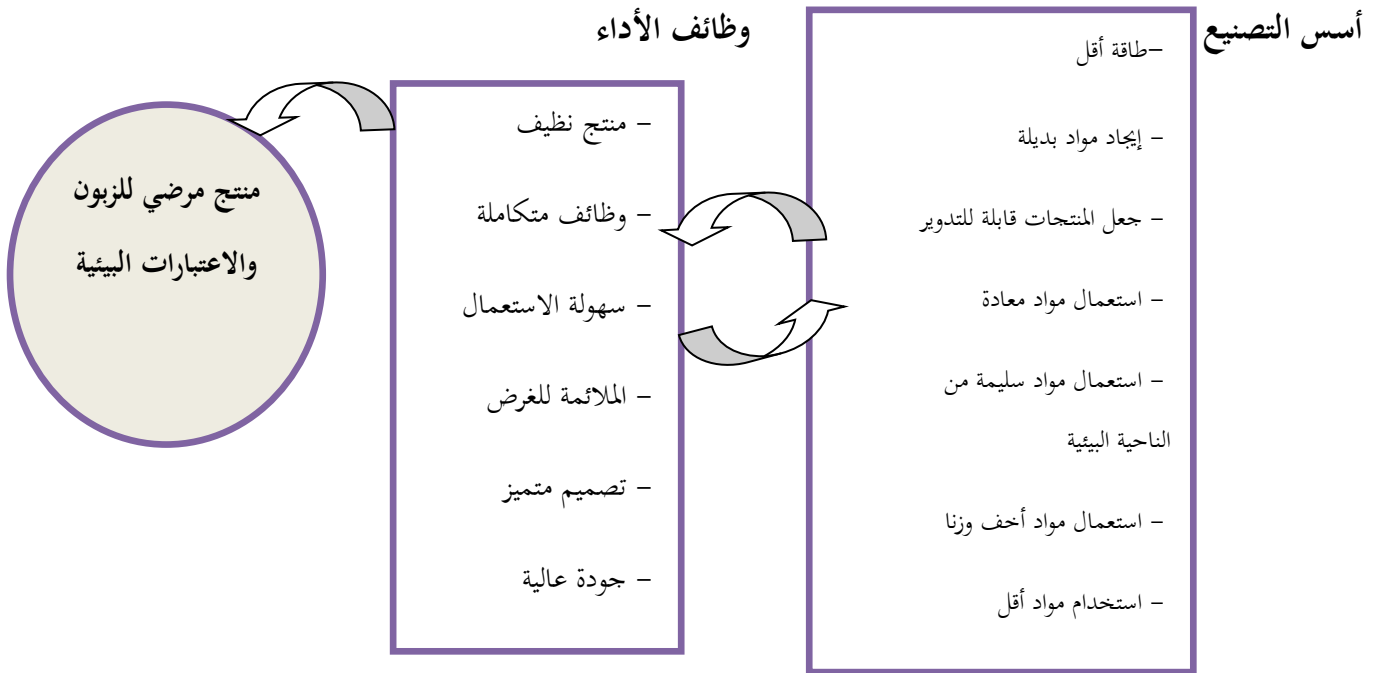 أسس التصنيع
–طاقة أقل
– إيجاد مواد بديلة
– جعل المنتجات قابلة للتدوير
– استعمال مواد معادة
– استعمال مواد سليمة من
الناحية البيئية
– استعمال مواد أخف وزنا
– استخدام مواد أقل
وظائف الأداء
– منتج نظيف
– وظائف متكاملة
– سهولة الاستعمال
– الملائمة للغرض
– تصميم متميز
– جودة عالية
منتج مرضي للزبون
والاعتبارات البيئية